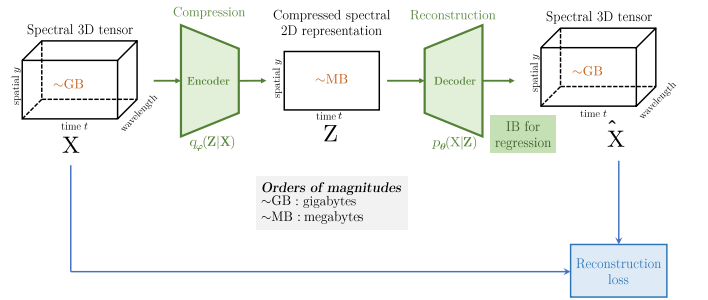 Compression
Spectral 3D tensor
spatial y
∼GB
time t
wavelength
X
Encoder
q_φ(Z|X)
Compressed spectral
2D representation
spatial y
∼MB
time t
Z
Reconstruction
Decoder
p_θ(X|Z)
IB for
regression
Spectral 3D tensor
spatial y
∼GB
time t
wavelength
X̂
Orders of magnitudes
∼GB : gigabytes
∼MB : megabytes
Reconstruction
loss